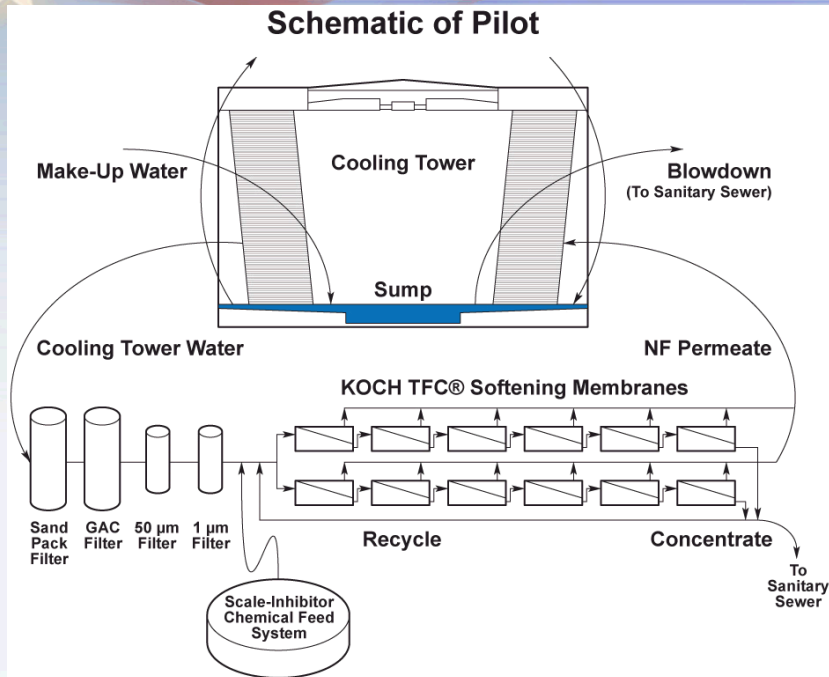 Schematic of Pilot
Make-Up Water
Cooling Tower
Blowdown
(To Sanitary Sewer)
Sump
Cooling Tower Water
NF Permeate
KOCH TFC® Softening Membranes
Sand
Pack
Filter
GAC
Filter
50 µm
Filter
1 µm
Filter
Recycle
Concentrate
To
Sanitary
Sewer
Scale-Inhibitor
Chemical Feed
System